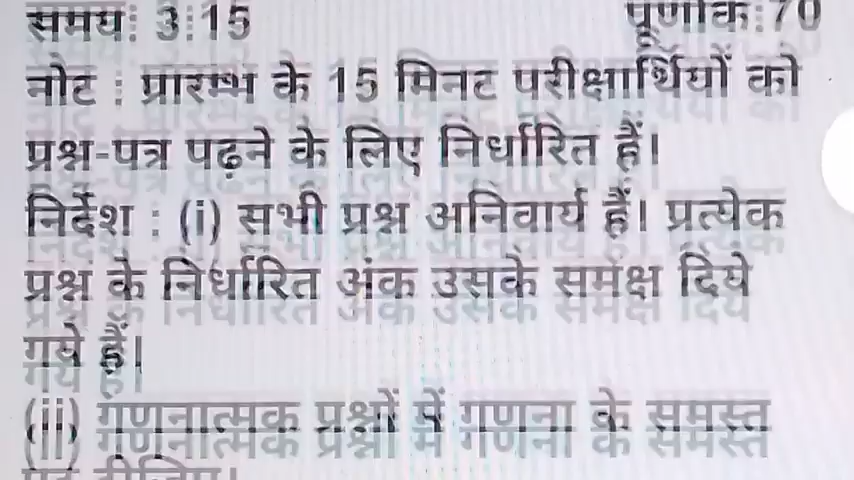 समय: 3:15 पूर्णांक:70
नोट : प्रारम्भ के 15 मिनट परीक्षार्थियों को
प्रश्न-पत्र पढ़ने के लिए निर्धारित हैं।
निर्देश : (i) सभी प्रश्न अनिवार्य हैं। प्रत्येक
प्रश्न के निर्धारित अंक उसके समक्ष दिये
गये हैं।
(ii) गणनात्मक प्रश्नों में गणना के समस्त
पद दीजिए।